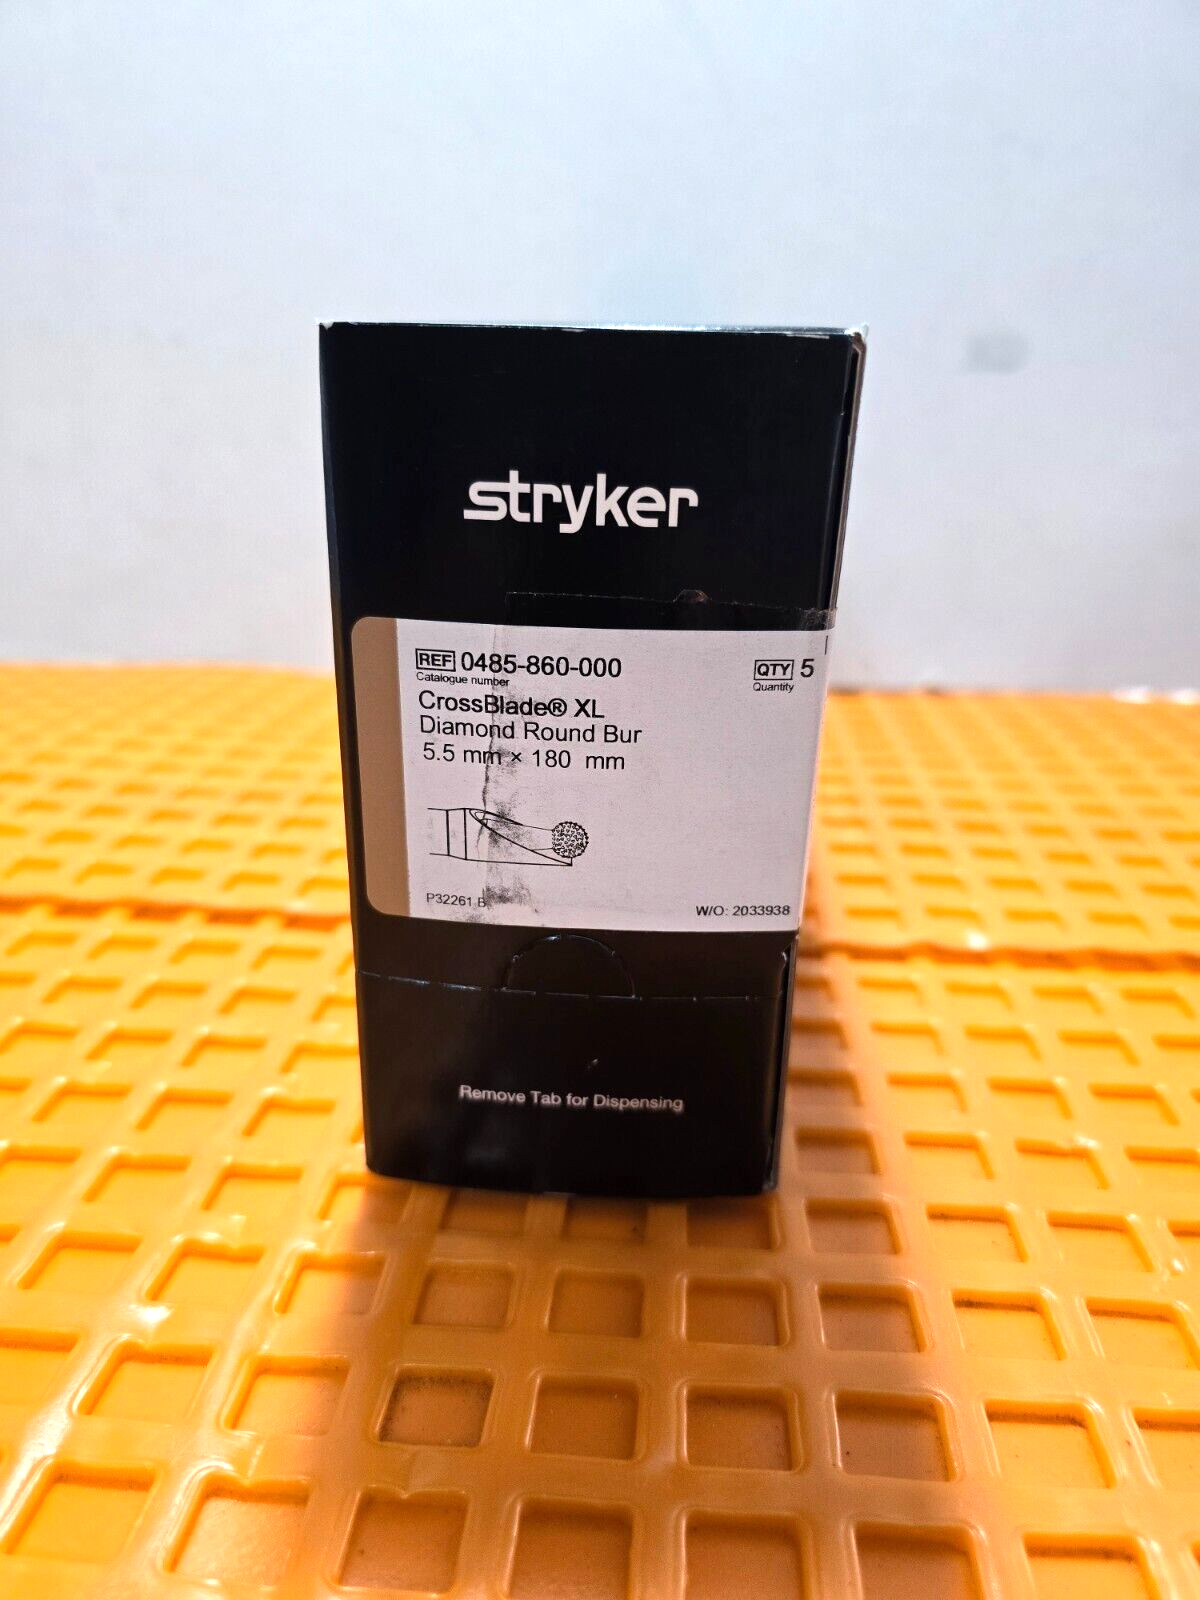 stryker
REF 0485-860-000
Catalogue number
QTY 5
Quantity
CrossBlade® XL
Diamond Round Bur
5.5 mm × 180 mm
P32261 B
W/O: 2033938
Remove Tab for Dispensing